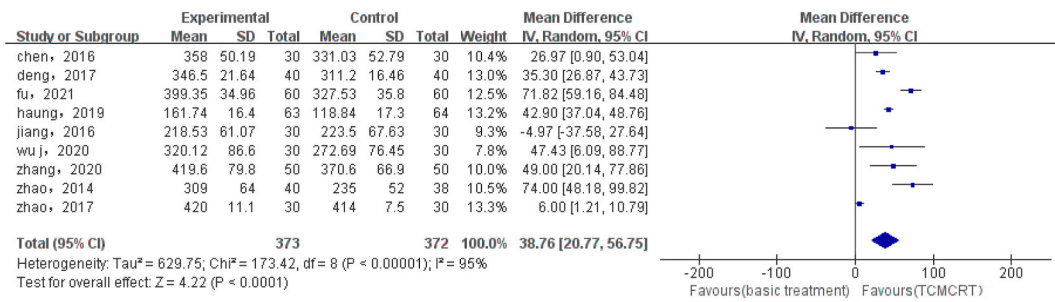 Experimental Control Mean Difference Mean Difference
Study or Subgroup Mean SD Total Mean SD Total Weight IV, Random, 95% CI IV, Random, 95% CI
chen，2016 358 50.19 30 331.03 52.79 30 10.4% 26.97 [0.90, 53.04]
deng，2017 346.5 21.64 40 311.2 16.46 40 13.0% 35.30 [26.87, 43.73]
fu，2021 399.35 34.96 60 327.53 35.8 60 12.5% 71.82 [59.16, 84.48]
haung，2019 161.74 16.4 63 118.84 17.3 64 13.2% 42.90 [37.04, 48.76]
jiang，2016 218.53 61.07 30 223.5 67.63 30 9.3% -4.97 [-37.58, 27.64]
wu j，2020 320.12 86.6 30 272.69 76.45 30 7.8% 47.43 [6.09, 88.77]
zhang，2020 419.6 79.8 50 370.6 66.9 50 10.0% 49.00 [20.14, 77.86]
zhao，2014 309 64 40 235 52 38 10.5% 74.00 [48.18, 99.82]
zhao，2017 420 11.1 30 414 7.5 30 13.3% 6.00 [1.21, 10.79]
Total (95% CI) 373 372 100.0% 38.76 [20.77, 56.75]
Heterogeneity: Tau² = 629.75; Chi² = 173.42, df = 8 (P < 0.00001); I² = 95%
Test for overall effect: Z = 4.22 (P < 0.0001)
-200 -100 0 100 200
Favours(basic treatment) Favours(TCMCRT)